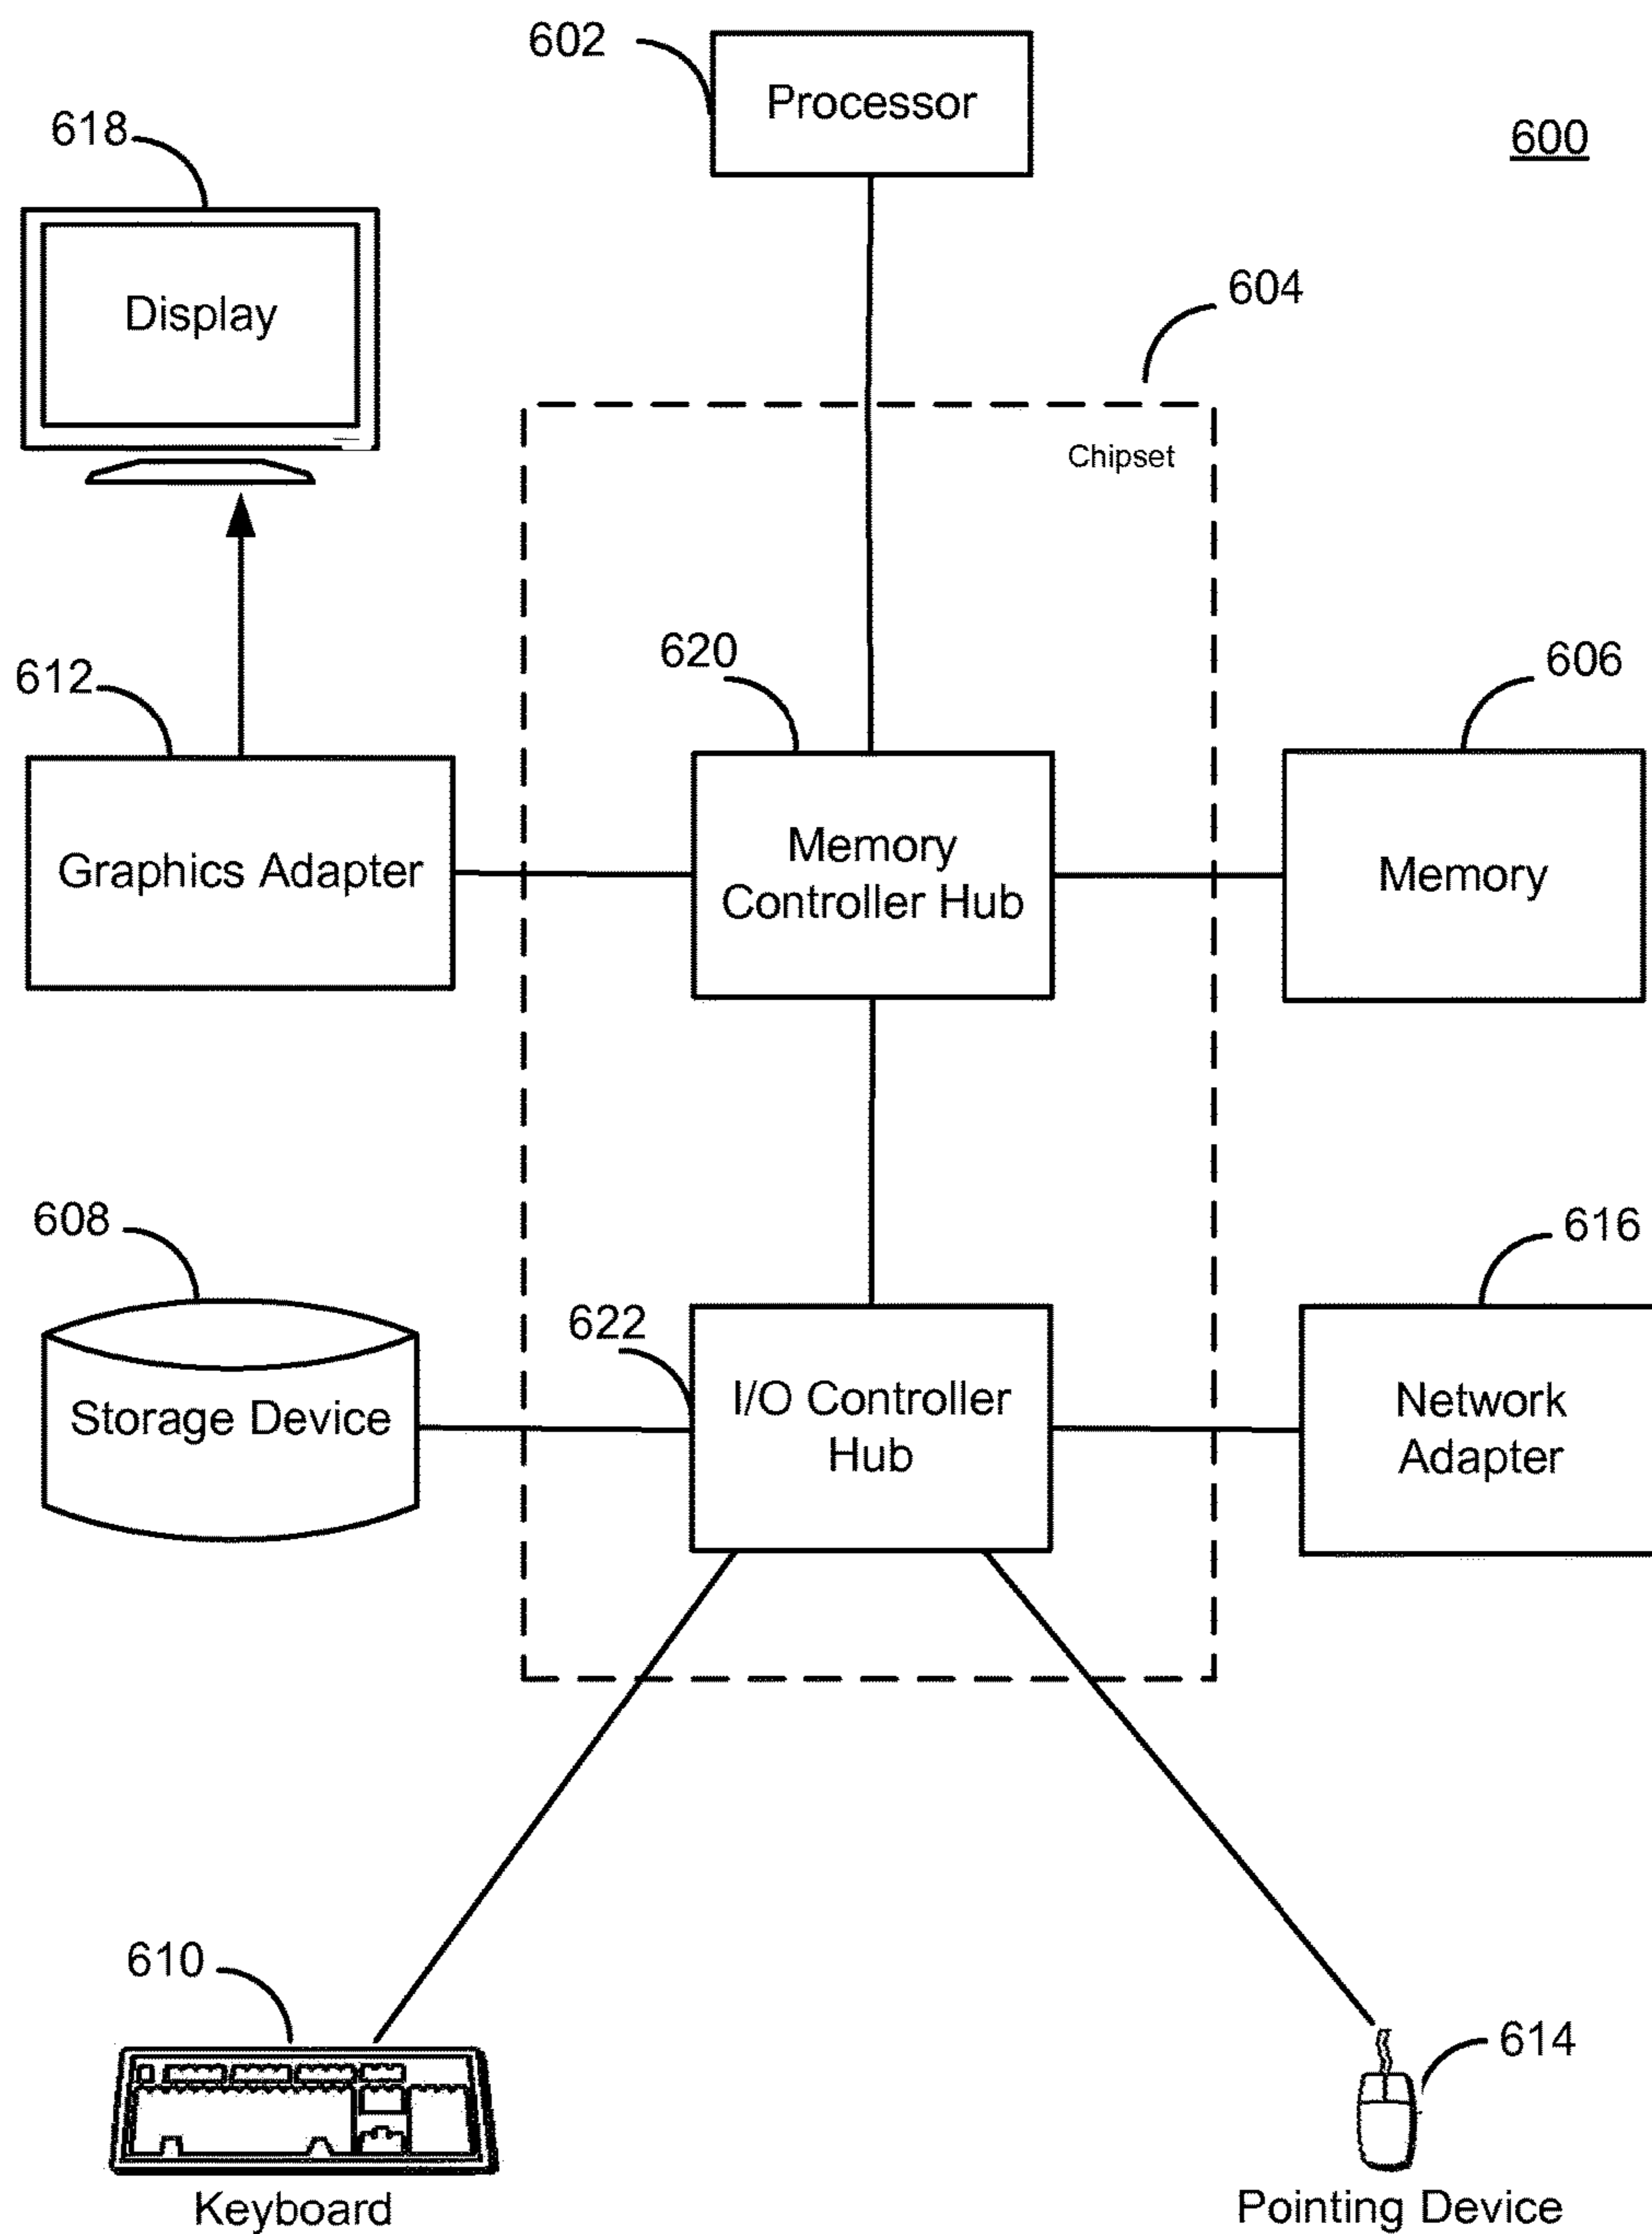 602
Processor
600
618
Display
604
Chipset
620
606
612
Graphics Adapter
Memory
Controller Hub
Memory
608
616
622
Storage Device
I/O Controller
Hub
Network
Adapter
610
614
Keyboard
Pointing Device